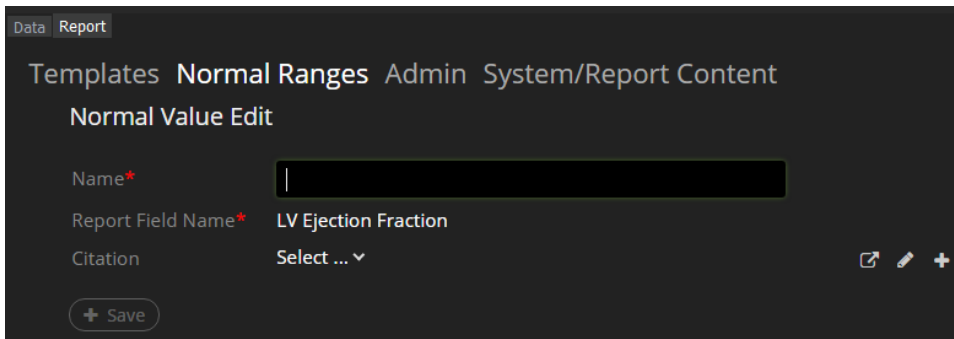 Data Report
Templates Normal Ranges Admin System/Report Content
Normal Value Edit
Name*
Report Field Name* LV Ejection Fraction
Citation Select ...
+ Save